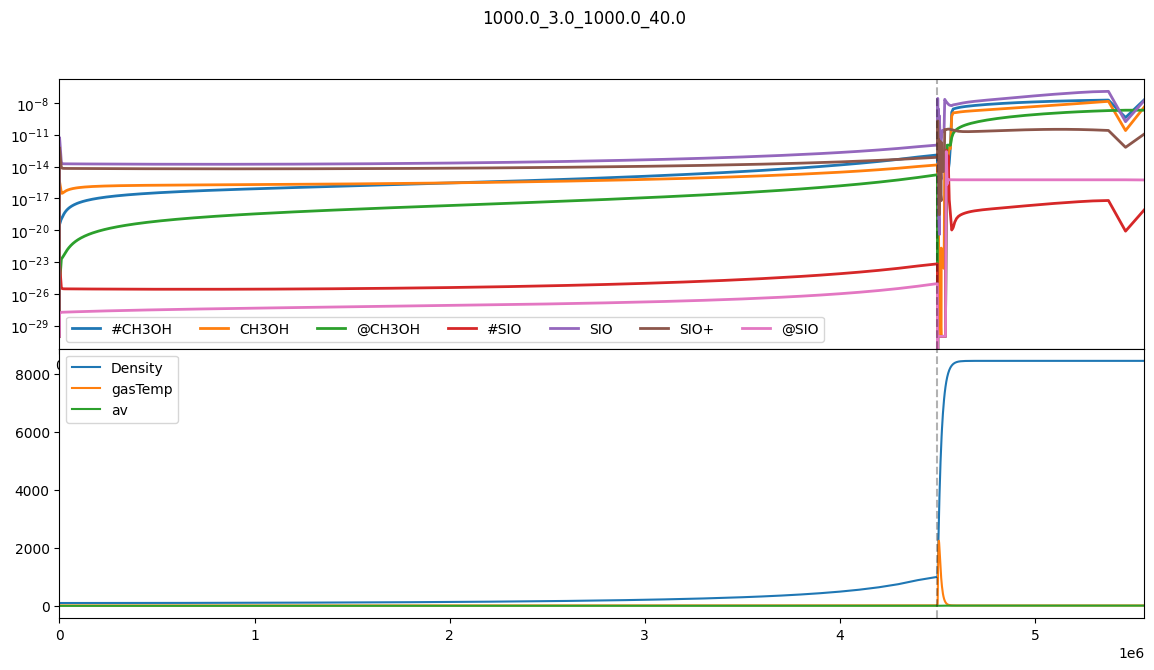 1000.0_3.0_1000.0_40.0
10⁻⁸
10⁻¹¹
10⁻¹⁴
10⁻¹⁷
10⁻²⁰
10⁻²³
10⁻²⁶
10⁻²⁹
#CH3OH CH3OH @CH3OH #SIO SIO SIO+ @SIO
8000
6000
4000
2000
0
Density
gasTemp
av
0 1 2 3 4 5
1e6